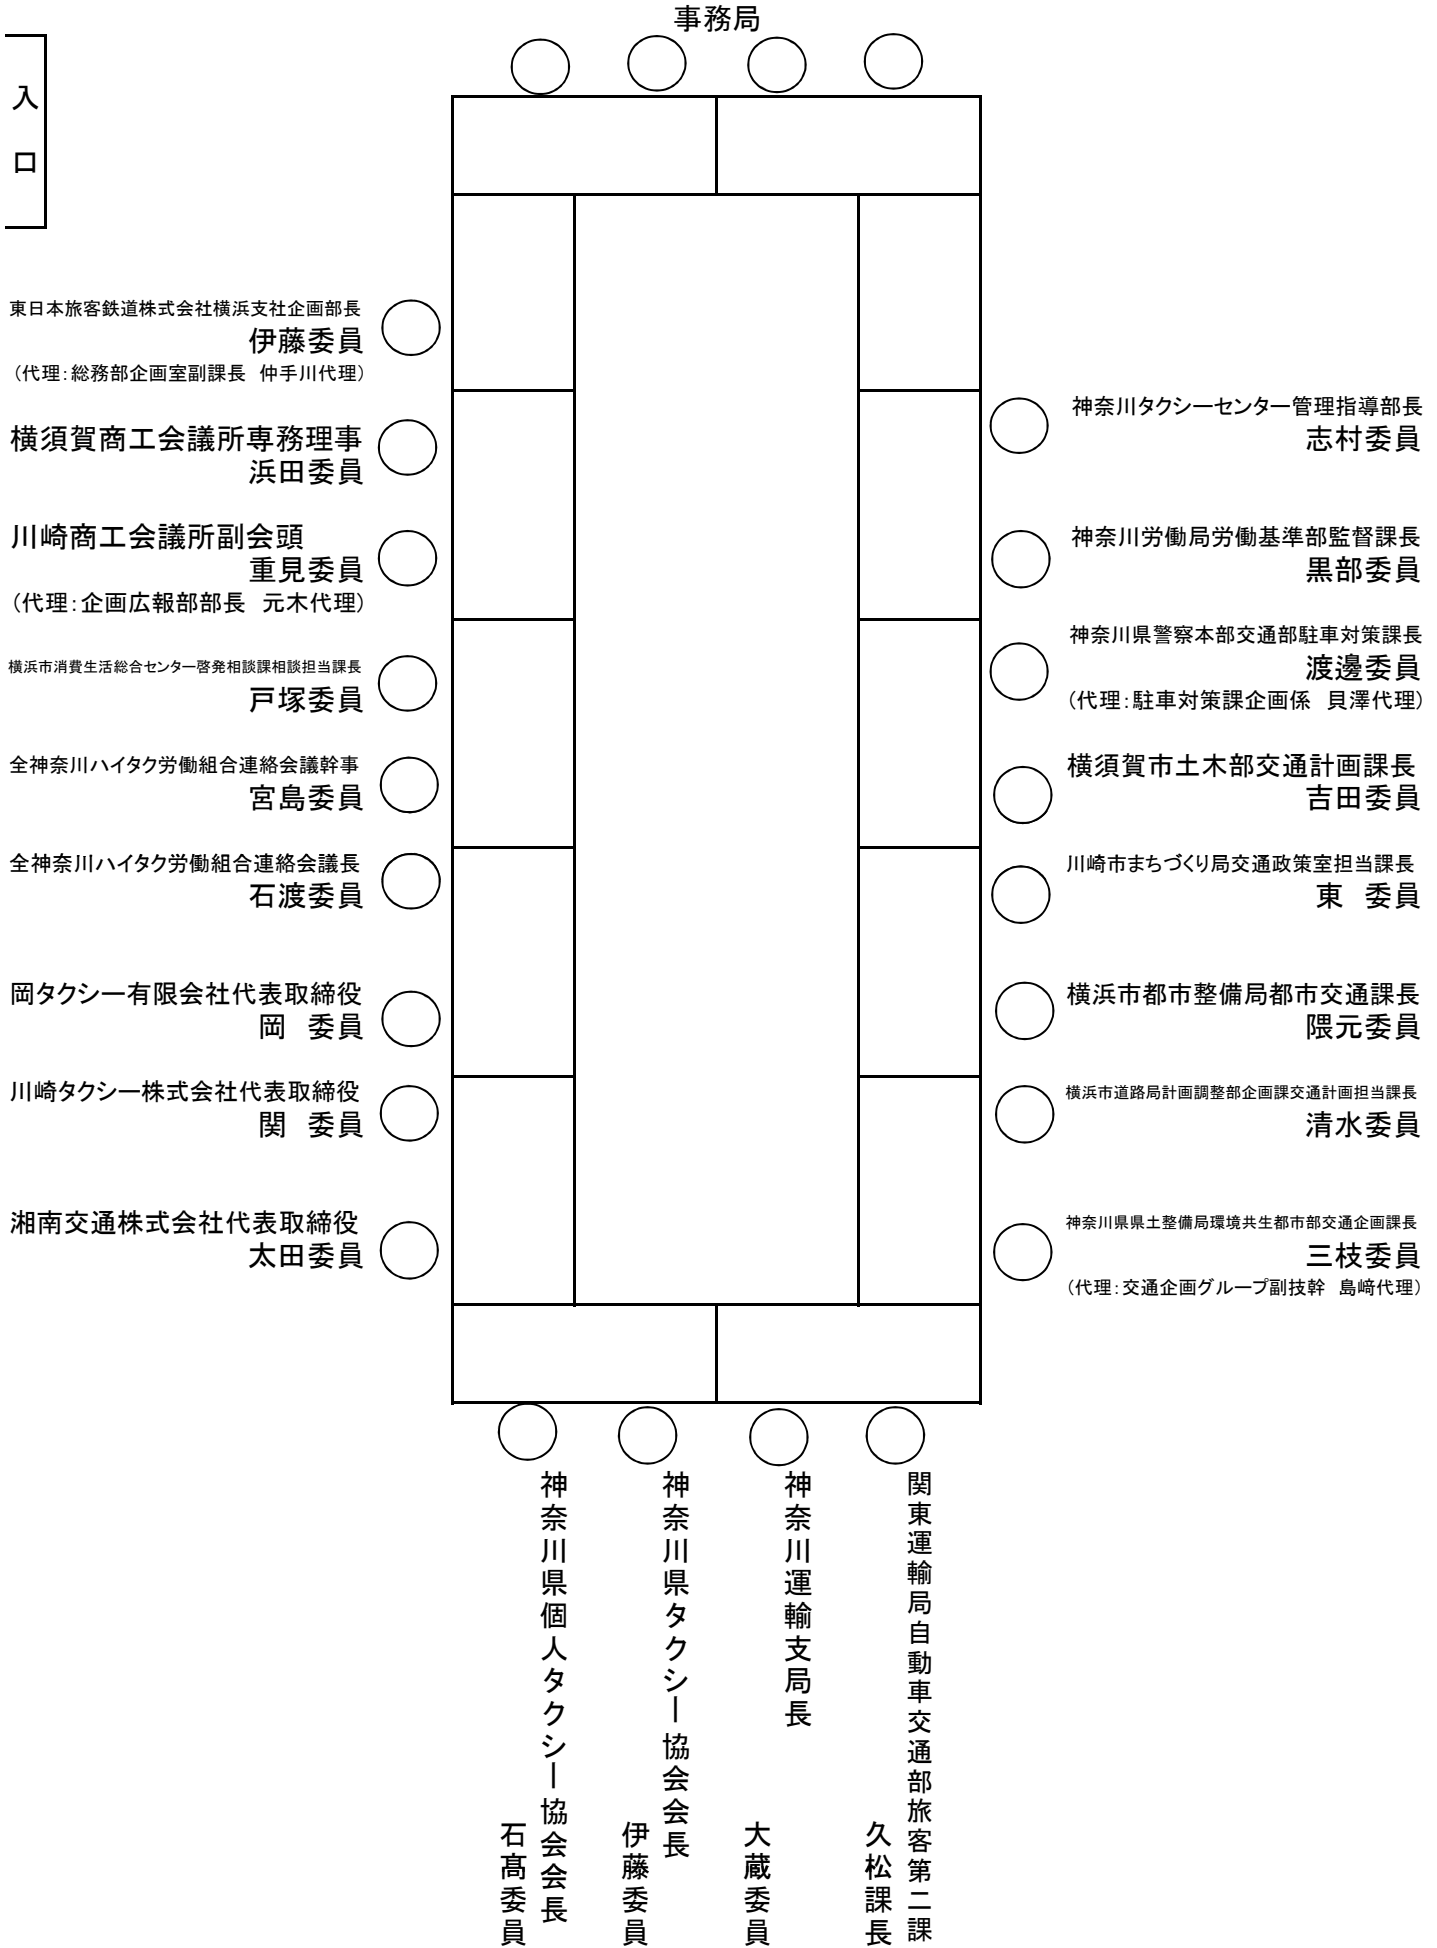 事務局
入口
東日本旅客鉄道株式会社横浜支社企画部長
伊藤委員
（代理：総務部企画室副課長　仲手川代理）
横須賀商工会議所専務理事
浜田委員
川崎商工会議所副会頭
重見委員
（代理：企画広報部部長　元木代理）
横浜市消費生活総合センター啓発相談課相談担当課長
戸塚委員
全神奈川ハイタク労働組合連絡会議幹事
宮島委員
全神奈川ハイタク労働組合連絡会議長
石渡委員
岡タクシー有限会社代表取締役
岡　委員
川崎タクシー株式会社代表取締役
関　委員
湘南交通株式会社代表取締役
太田委員
神奈川タクシーセンター管理指導部長
志村委員
神奈川労働局労働基準部監督課長
黒部委員
神奈川県警察本部交通部駐車対策課長
渡邊委員
（代理：駐車対策課企画係　貝澤代理）
横須賀市土木部交通計画課長
吉田委員
川崎市まちづくり局交通政策室担当課長
東　委員
横浜市都市整備局都市交通課長
隈元委員
横浜市道路局計画調整部企画課交通計画担当課長
清水委員
神奈川県県土整備局環境共生都市部交通企画課長
三枝委員
（代理：交通企画グループ副技幹　島﨑代理）
神奈川県個人タクシー協会会長
石髙委員
神奈川県タクシー協会会長
伊藤委員
神奈川運輸支局長
大蔵委員
関東運輸局自動車交通部旅客第二課
久松課長